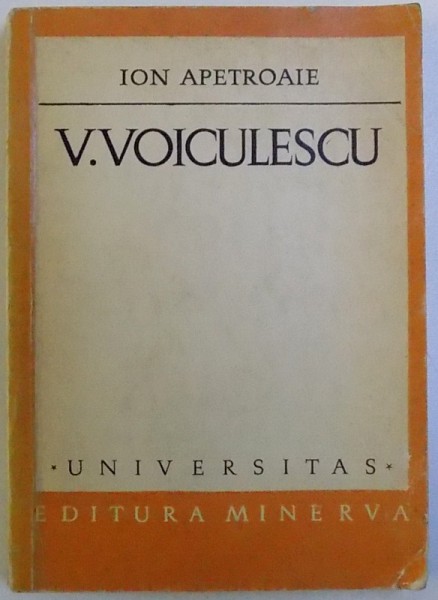 ION APETROAIE
V. VOICULESCU
* UNIVERSITAS *
EDITURA MINERVA